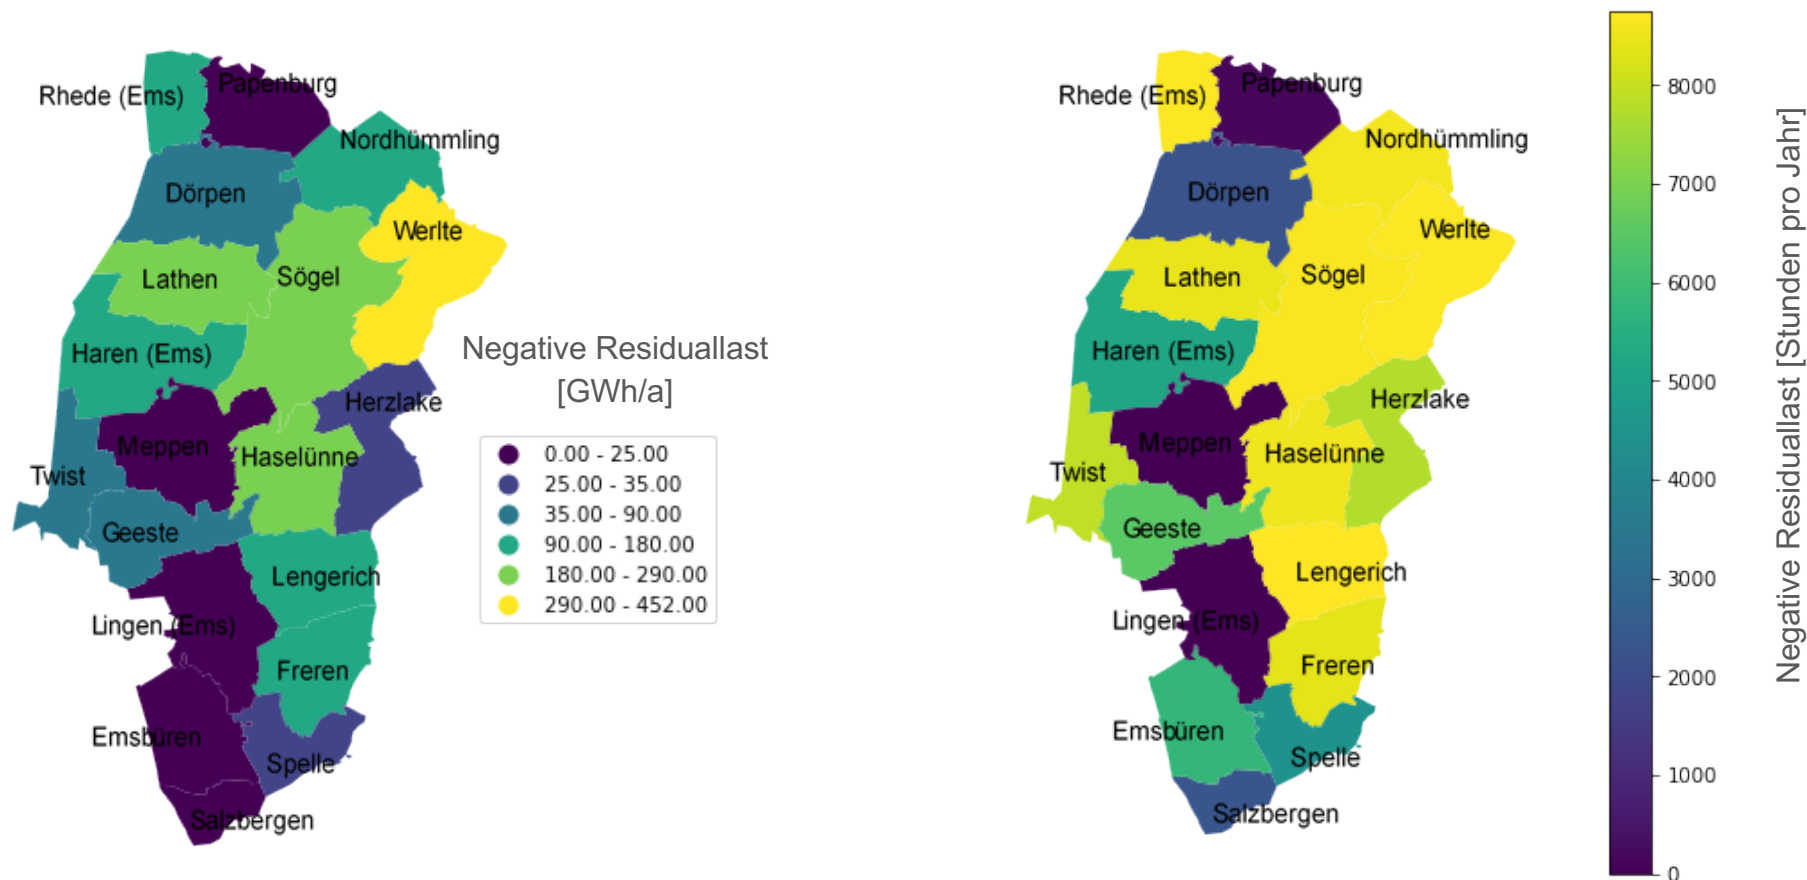 Rhede (Ems)
Papenburg
Nordhümmling
Dörpen
Werlte
Lathen
Sögel
Haren (Ems)
Herzlake
Meppen
Haselünne
Twist
Geeste
Lengerich
Lingen (Ems)
Freren
Emsbüren
Spelle
Salzbergen
Negative Residuallast
[GWh/a]
0.00 - 25.00
25.00 - 35.00
35.00 - 90.00
90.00 - 180.00
180.00 - 290.00
290.00 - 452.00
Rhede (Ems)
Papenburg
Nordhümmling
Dörpen
Werlte
Lathen
Sögel
Haren (Ems)
Herzlake
Meppen
Haselünne
Twist
Geeste
Lengerich
Lingen (Ems)
Freren
Emsbüren
Spelle
Salzbergen
8000
7000
6000
5000
4000
3000
2000
1000
0
Negative Residuallast [Stunden pro Jahr]